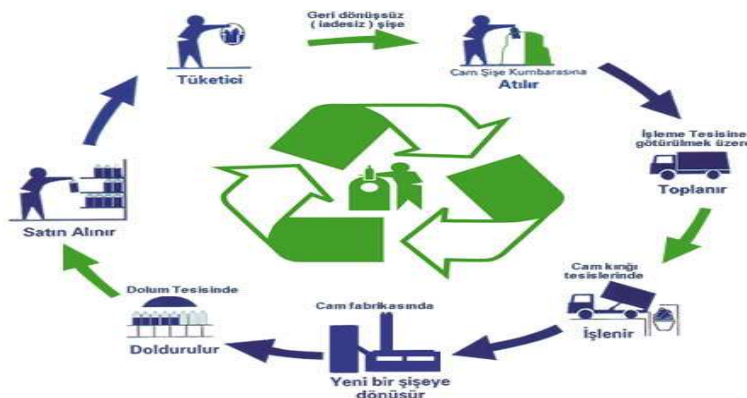 Geri dönüşsüz
( iadesiz ) şişe
Tüketici
Cam Şişe Kumbarasına
Atılır
İşleme Tesisine
götürülmek üzere
Toplanır
Cam kırığı
tesislerinde
İşlenir
Cam fabrikasında
Yeni bir şişeye
dönüşür
Dolum Tesisinde
Doldurulur
Satın Alınır